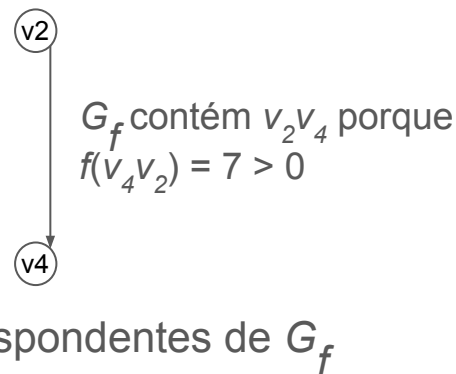 v2
G_f contém v_2v_4 porque
f(v_4v_2) = 7 > 0
v4
spondentes de G_f